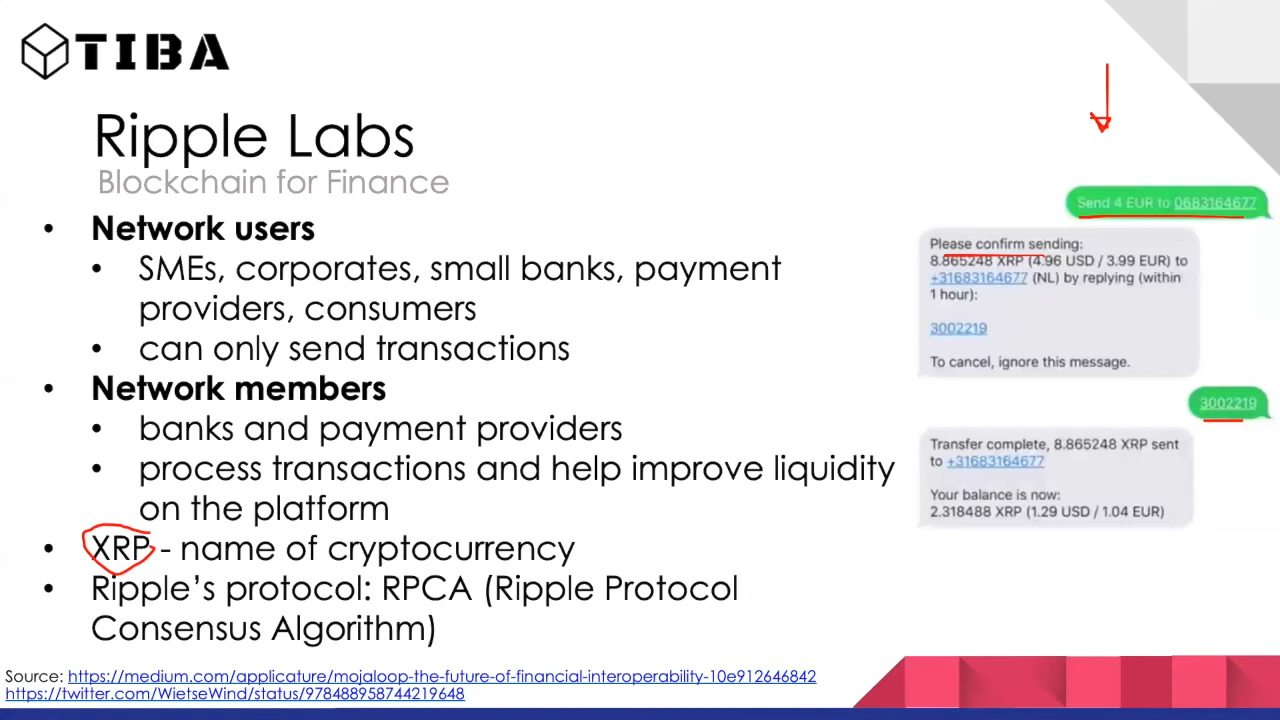 TIBA
Ripple Labs
Blockchain for Finance
• Network users
• SMEs, corporates, small banks, payment
providers, consumers
• can only send transactions
• Network members
• banks and payment providers
• process transactions and help improve liquidity
on the platform
• XRP - name of cryptocurrency
• Ripple's protocol: RPCA (Ripple Protocol
Consensus Algorithm)
Send 4 EUR to 0683164677
Please confirm sending:
8.865248 XRP (4.96 USD / 3.99 EUR) to
+31683164677 (NL) by replying (within
1 hour):
3002219
To cancel, ignore this message.
3002219
Transfer complete, 8.865248 XRP sent
to +31683164677
Your balance is now:
2.318488 XRP (1.29 USD / 1.04 EUR)
Source: https://medium.com/applicature/mojaloop-the-future-of-financial-interoperability-10e912646842
https://twitter.com/WietseWind/status/978488958744219648